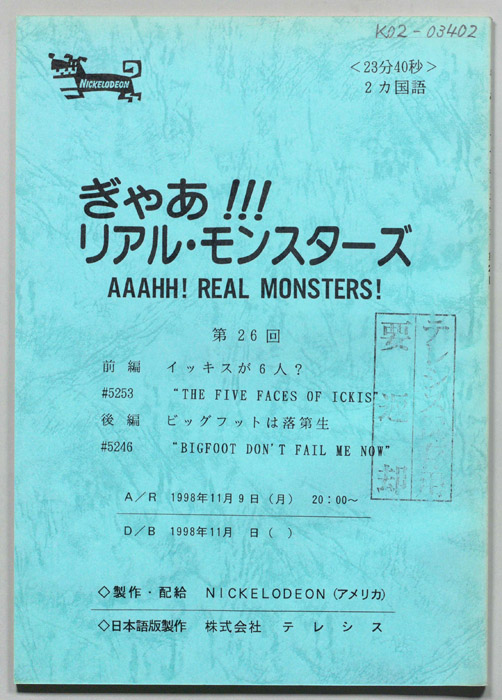 K02-03402
NICKELODEON
<23分40秒>
2カ国語
ぎゃあ!!!
リアル・モンスターズ
AAAHH! REAL MONSTERS!
第26回
前編 イッキスが6人?
#5253 "THE FIVE FACES OF ICKIS"
後編 ビッグフットは落第生
#5246 "BIGFOOT DON'T FAIL ME NOW"
要返却
A/R 1998年11月9日(月) 20:00~
D/B 1998年11月 日( )
◇製作・配給 NICKELODEON(アメリカ)
◇日本語版製作 株式会社 テレシス